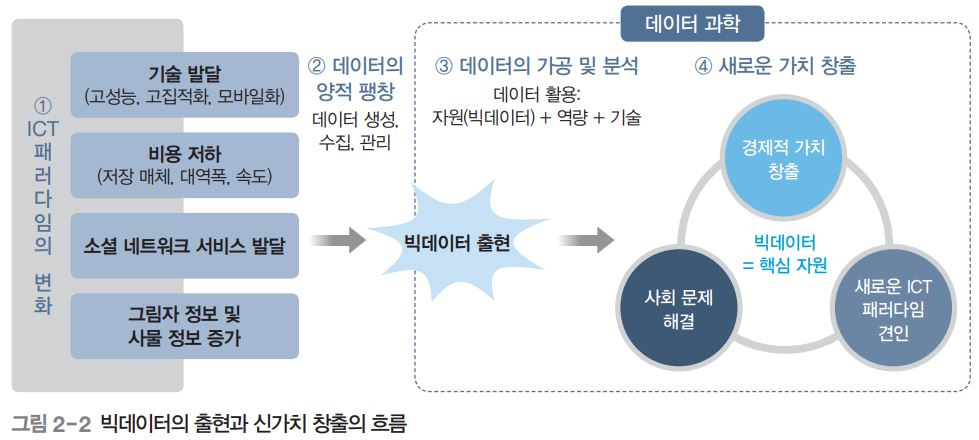 데이터 과학
①
ICT
패
러
다
임
의
변
화
기술 발달
(고성능, 고집적화, 모바일화)
비용 저하
(저장 매체, 대역폭, 속도)
소셜 네트워크 서비스 발달
그림자 정보 및
사물 정보 증가
② 데이터의
양적 팽창
데이터 생성,
수집, 관리
빅데이터 출현
③ 데이터의 가공 및 분석
데이터 활용:
자원(빅데이터) + 역량 + 기술
④ 새로운 가치 창출
경제적 가치
창출
빅데이터
= 핵심 자원
사회 문제
해결
새로운 ICT
패러다임
견인
그림 2-2 빅데이터의 출현과 신가치 창출의 흐름